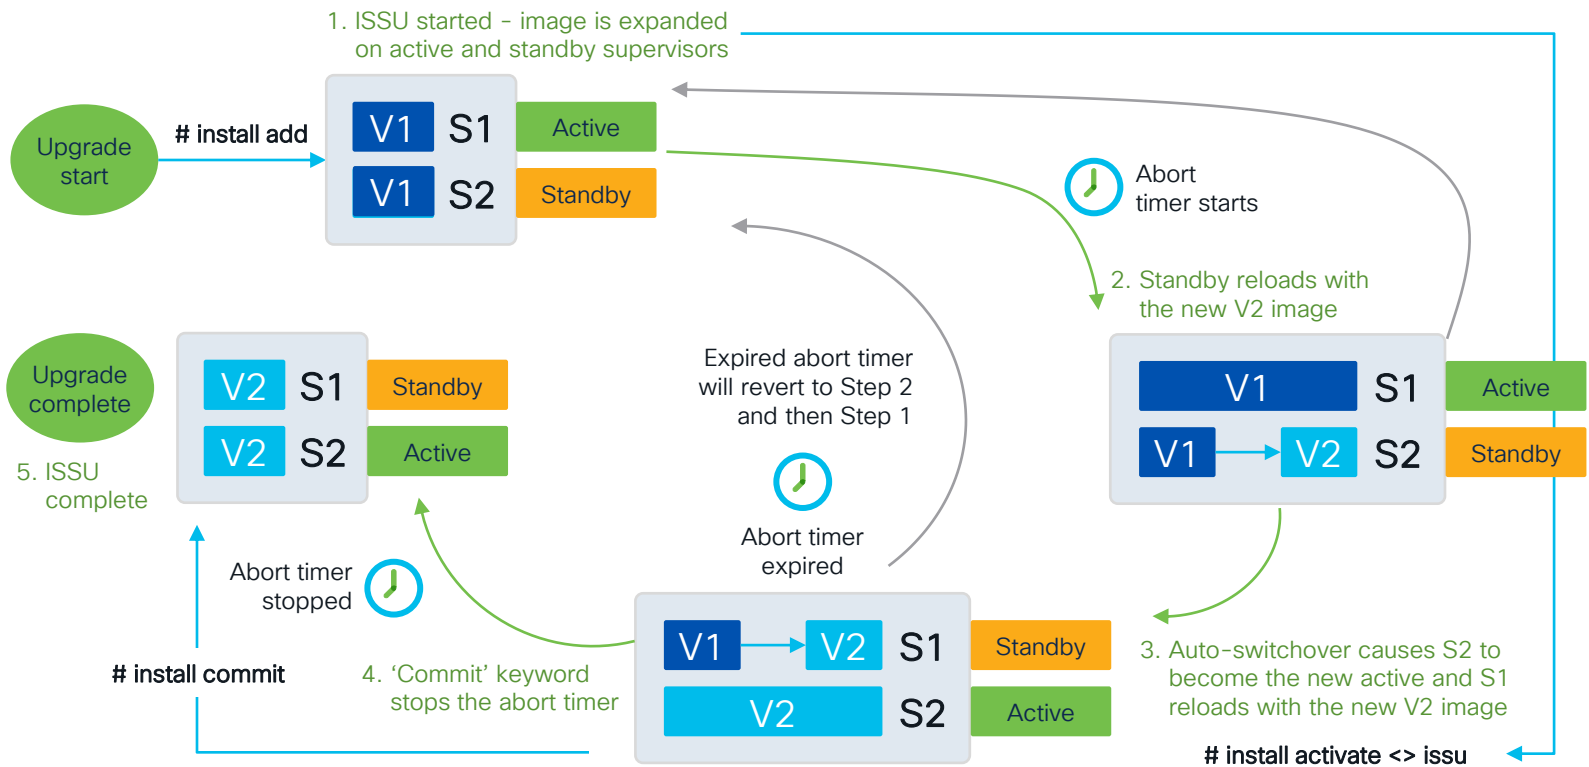 1. ISSU started - image is expanded
on active and standby supervisors
Upgrade
start
# install add
V1 S1 Active
V1 S2 Standby
Abort
timer starts
2. Standby reloads with
the new V2 image
V1 S1 Active
V1 V2 S2 Standby
3. Auto-switchover causes S2 to
become the new active and S1
reloads with the new V2 image
# install activate <> issu
Expired abort timer
will revert to Step 2
and then Step 1
Abort timer
expired
V1 V2 S1 Standby
V2 S2 Active
4. ‘Commit’ keyword
stops the abort timer
Abort timer
stopped
# install commit
V2 S1 Standby
V2 S2 Active
Upgrade
complete
5. ISSU
complete